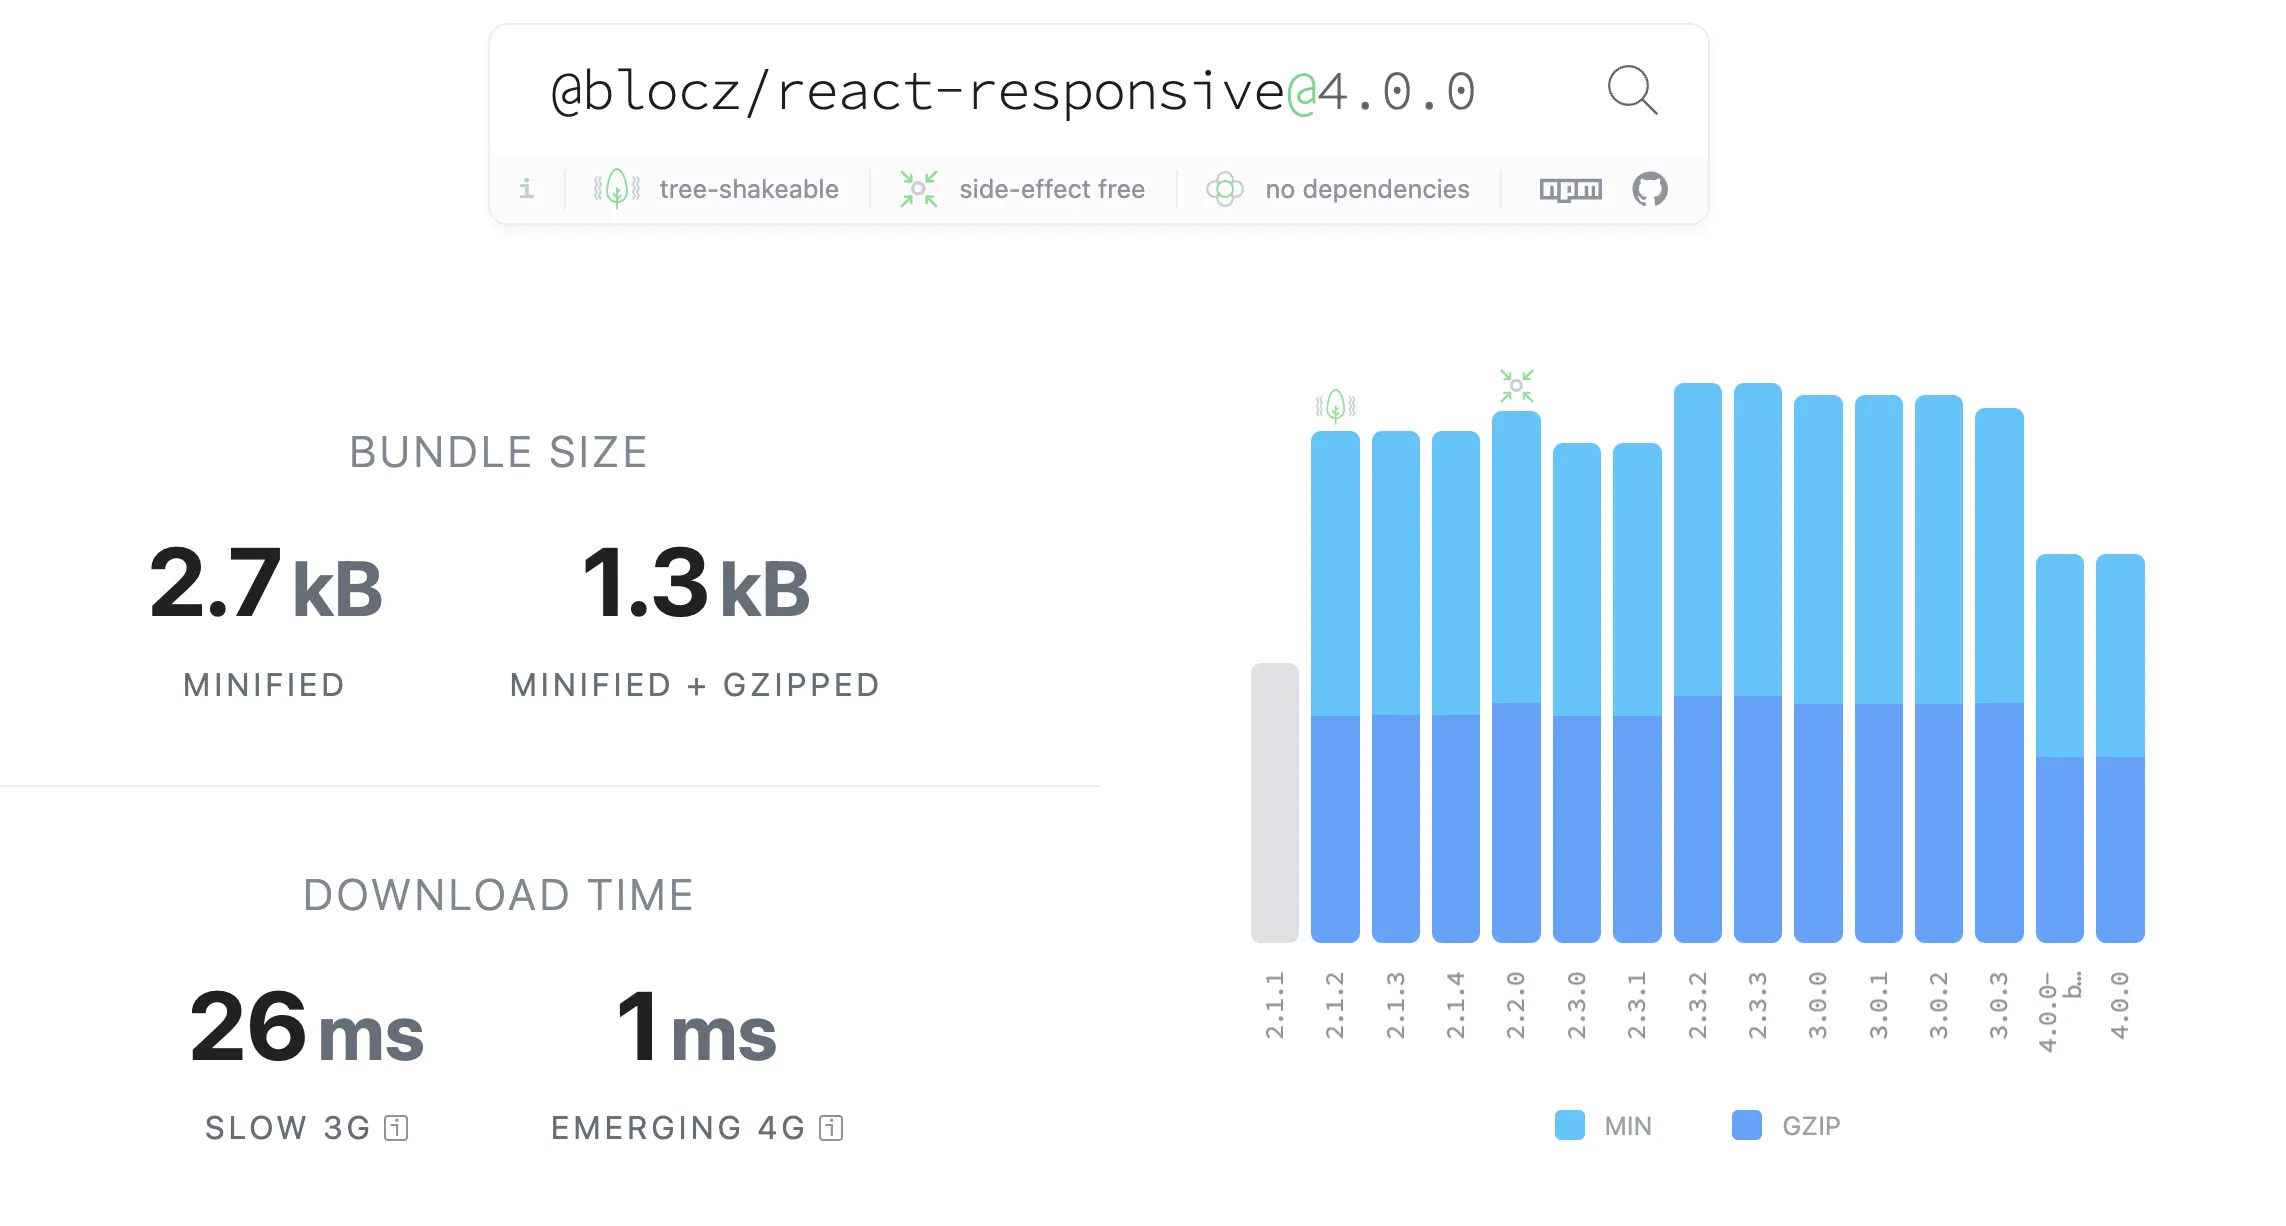 @blocz/react-responsive@4.0.0
i tree-shakeable side-effect free no dependencies npm
BUNDLE SIZE
2.7 kB 1.3 kB
MINIFIED MINIFIED + GZIPPED
DOWNLOAD TIME
26 ms 1 ms
SLOW 3G i EMERGING 4G i
2.1.1 2.1.2 2.1.3 2.1.4 2.2.0 2.3.0 2.3.1 2.3.2 2.3.3 3.0.0 3.0.1 3.0.2 3.0.3 4.0.0-b… 4.0.0
MIN GZIP